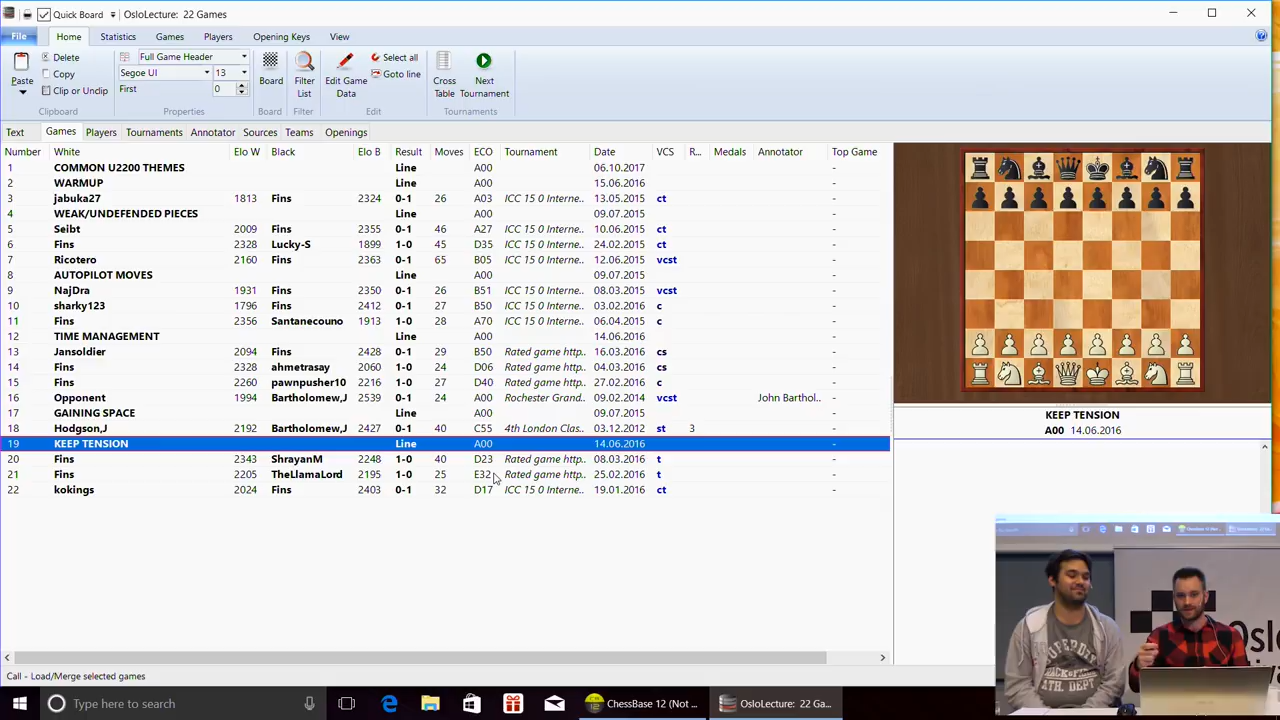 Quick Board OsloLecture: 22 Games
File Home Statistics Games Players Opening Keys View
Paste Delete Copy Clip or Undip Clipboard
Full Game Header
Segoe UI 13
First 0
Properties
Board
Board
Filter List
Filter
Edit Game Data Select all Goto line
Edit
Cross Table Next Tournament
Tournaments
Text Games Players Tournaments Annotator Sources Teams Openings
Number White Elo W Black Elo B Result Moves ECO Tournament Date VCS R... Medals Annotator Top Game
1 COMMON U2200 THEMES Line A00 06.10.2017 -
2 WARMUP Line A00 15.06.2016 -
3 jabuka27 1813 Fins 2324 0-1 26 A03 ICC 15 0 Interne.. 13.05.2015 ct -
4 WEAK/UNDEFENDED PIECES Line A00 09.07.2015 -
5 Seibt 2009 Fins 2355 0-1 46 A27 ICC 15 0 Interne.. 10.06.2015 ct -
6 Fins 2328 Lucky-S 1899 1-0 45 D35 ICC 15 0 Interne.. 24.02.2015 ct -
7 Ricotero 2160 Fins 2363 0-1 65 B05 ICC 15 0 Interne.. 12.06.2015 vcst -
8 AUTOPILOT MOVES Line A00 09.07.2015 -
9 NajDra 1931 Fins 2350 0-1 26 B51 ICC 15 0 Interne.. 08.03.2015 vcst -
10 sharky123 1796 Fins 2412 0-1 27 B50 ICC 15 0 Interne.. 03.02.2016 c -
11 Fins 2356 Santanecouno 1913 1-0 28 A70 ICC 15 0 Interne.. 06.04.2015 c -
12 TIME MANAGEMENT Line A00 14.06.2016 -
13 Jansoldier 2094 Fins 2428 0-1 29 B50 Rated game http.. 16.03.2016 cs -
14 Fins 2328 ahmetrasay 2060 1-0 24 D06 Rated game http.. 04.03.2016 cs -
15 Fins 2260 pawnpusher10 2216 1-0 27 D40 Rated game http.. 27.02.2016 c -
16 Opponent 1994 Bartholomew,J 2539 0-1 24 A00 Rochester Grand.. 09.02.2014 vcst John Barthol.. -
17 GAINING SPACE Line A00 09.07.2015 -
18 Hodgson,J 2192 Bartholomew,J 2427 0-1 40 C55 4th London Clas.. 03.12.2012 st 3 -
19 KEEP TENSION Line A00 14.06.2016 -
20 Fins 2343 ShrayanM 2248 1-0 40 D23 Rated game http.. 08.03.2016 t -
21 Fins 2205 TheLlamaLord 2195 1-0 25 E32 Rated game http.. 25.02.2016 t -
22 kokings 2024 Fins 2403 0-1 32 D17 ICC 15 0 Interne.. 19.01.2016 ct -
KEEP TENSION
A00 14.06.2016
Oslo
Call - Load/Merge selected games
Type here to search ChessBase 12 (Not ... OsloLecture: 22 Ga...